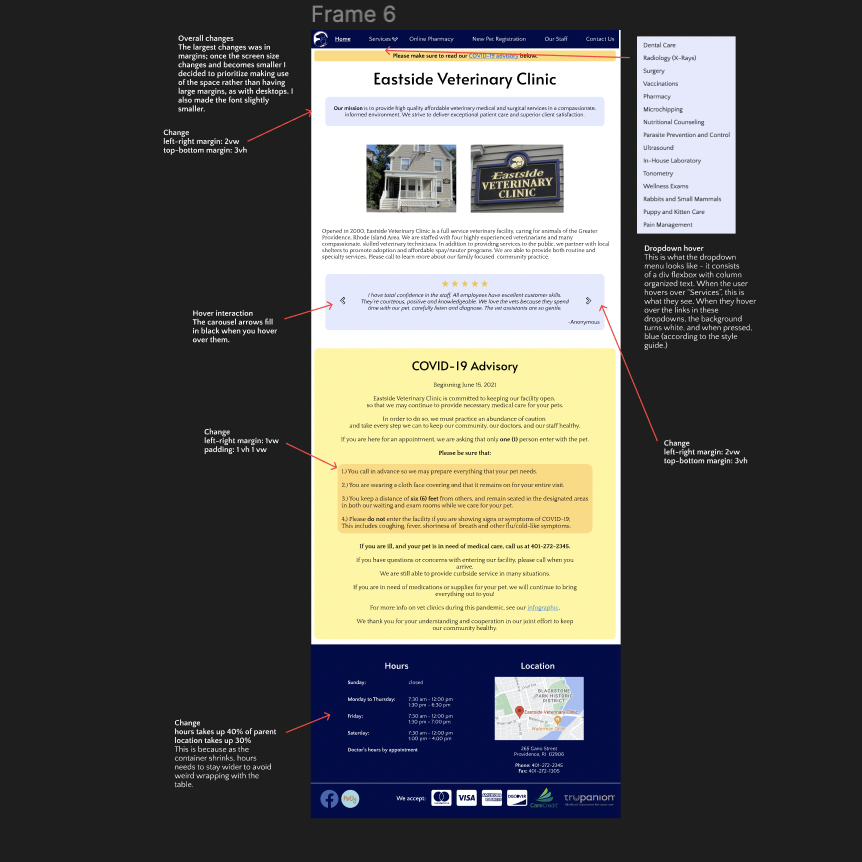 Frame 6
Overall changes
The largest changes was in
margins; once the screen size
changes and becomes smaller I
decided to prioritize making use
of the space rather than having
large margins, as with desktops. I
also made the font slightly
smaller.
Change
left-right margin: 2vw
top-bottom margin: 3vh
Hover interaction
The carousel arrows fill
in black when you hover
over them.
Change
left-right margin: 1vw
padding: 1 vh 1 vw
Change
hours takes up 40% of parent
location takes up 30%
This is because as the
container shrinks, hours
needs to stay wider to avoid
weird wrapping with the
table.
Home Services Online Pharmacy New Pet Registration Our Staff Contact Us
Please make sure to read our COVID-19 advisory below.
Eastside Veterinary Clinic
Our mission is to provide high quality affordable veterinary medical and surgical services in a compassionate,
informed environment. We strive to deliver exceptional patient care and superior client satisfaction.
Eastside
VETERINARY
CLINIC
Opened in 2000, Eastside Veterinary Clinic is a full service veterinary facility, caring for animals of the Greater
Providence, Rhode Island Area. We are staffed with four highly experienced veterinarians and many
compassionate, skilled veterinary technicians. In addition to providing services to the public, we partner with local
shelters to promote adoption and affordable spay/neuter programs. We are able to provide both routine and
specialty services. Please call to learn more about our family focused community practice.
I have total confidence in the staff. All employees have excellent customer skills.
They're courteous, positive and knowledgeable. We love the vets because they spend
time with our pet, carefully listen and diagnose. The vet assistants are so gentle.
-Anonymous
COVID-19 Advisory
Beginning June 15, 2021
Eastside Veterinary Clinic is committed to keeping our facility open,
so that we may continue to provide necessary medical care for your pets.
In order to do so, we must practice an abundance of caution
and take every step we can to keep our community, our doctors, and our staff healthy.
If you are here for an appointment, we are asking that only one (1) person enter with the pet.
Please be sure that:
1.) You call in advance so we may prepare everything that your pet needs.
2.) You are wearing a cloth face covering and that it remains on for your entire visit.
3.) You keep a distance of six (6) feet from others, and remain seated in the designated areas
in both our waiting and exam rooms while we care for your pet.
4.) Please do not enter the facility if you are showing signs or symptoms of COVID-19;
This includes coughing, fever, shortness of breath and other flu/cold-like symptoms.
If you are ill, and your pet is in need of medical care, call us at 401-272-2345.
If you have questions or concerns with entering our facility, please call when you
arrive.
We are still able to provide curbside service in many situations.
If you are in need of medications or supplies for your pet, we will continue to bring
everything out to you!
For more info on vet clinics during this pandemic, see our infographic.
We thank you for your understanding and cooperation in our joint effort to keep
our community healthy.
Hours
Sunday: closed
Monday to Thursday: 7:30 am - 12:00 pm
1:30 pm - 6:30 pm
Friday: 7:30 am - 12:00 pm
1:30 pm - 7:00 pm
Saturday: 7:30 am - 12:00 pm
1:00 pm - 4:00 pm
Doctor's hours by appointment
Location
BLACKSTONE
PARK HISTORIC
DISTRICT
Eastside Veterinary Clinic
Waterman Grille
265 Gano Street
Providence, RI 02906
Phone: 401-272-2345
Fax: 401-272-1305
Petly
We accept:
VISA
AMERICAN EXPRESS
DISCOVER
CareCredit
trupanion
Dental Care
Radiology (X-Rays)
Surgery
Vaccinations
Pharmacy
Microchipping
Nutritional Counseling
Parasite Prevention and Control
Ultrasound
In-House Laboratory
Tonometry
Wellness Exams
Rabbits and Small Mammals
Puppy and Kitten Care
Pain Management
Dropdown hover
This is what the dropdown
menu looks like - it consists
of a div flexbox with column
organized text. When the user
hovers over "Services", this is
what they see. When they hover
over the links in these
dropdowns, the background
turns white, and when pressed,
blue (according to the style
guide.)
Change
left-right margin: 2vw
top-bottom margin: 3vh